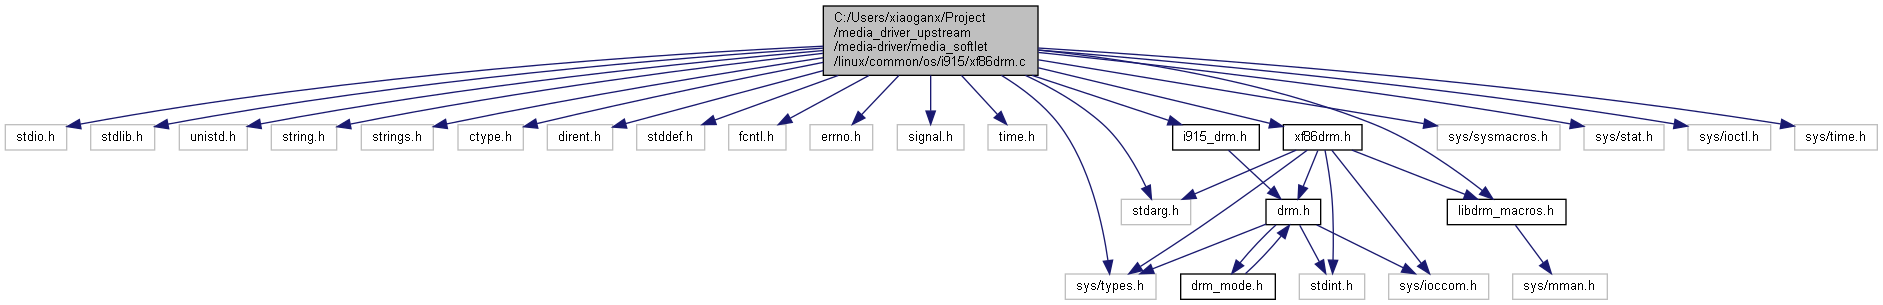 C:/Users/xiaoganx/Project
/media_driver_upstream
/media-driver/media_softlet
/linux/common/os/i915/xf86drm.c
stdio.h
stdlib.h
unistd.h
string.h
strings.h
ctype.h
dirent.h
stddef.h
fcntl.h
errno.h
signal.h
time.h
i915_drm.h
xf86drm.h
sys/sysmacros.h
sys/stat.h
sys/ioctl.h
sys/time.h
stdarg.h
drm.h
libdrm_macros.h
sys/types.h
drm_mode.h
stdint.h
sys/ioccom.h
sys/mman.h